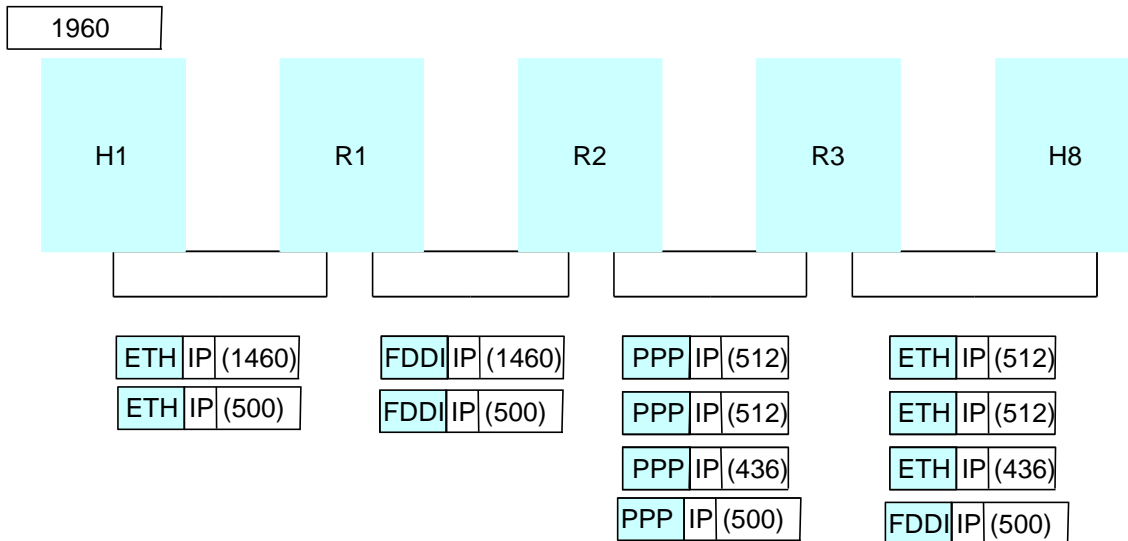 1960
H1 R1 R2 R3 H8
ETH IP (1460) FDDI IP (1460) PPP IP (512) ETH IP (512)
ETH IP (500) FDDI IP (500) PPP IP (512) ETH IP (512)
PPP IP (436) ETH IP (436)
PPP IP (500) FDDI IP (500)